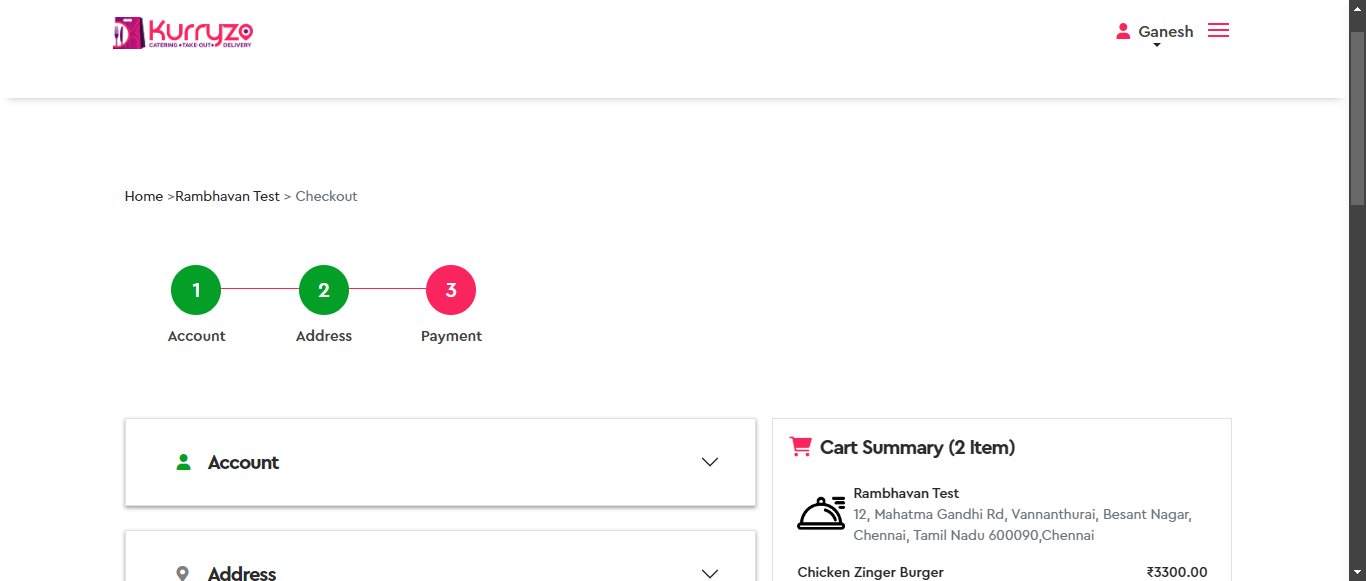 Kurryzo
CATERING•TAKE-OUT•DELIVERY
Ganesh
Home >Rambhavan Test > Checkout
1
2
3
Account
Address
Payment
Account
Address
Cart Summary (2 Item)
Rambhavan Test
12, Mahatma Gandhi Rd, Vannanthurai, Besant Nagar,
Chennai, Tamil Nadu 600090,Chennai
Chicken Zinger Burger ₹3300.00